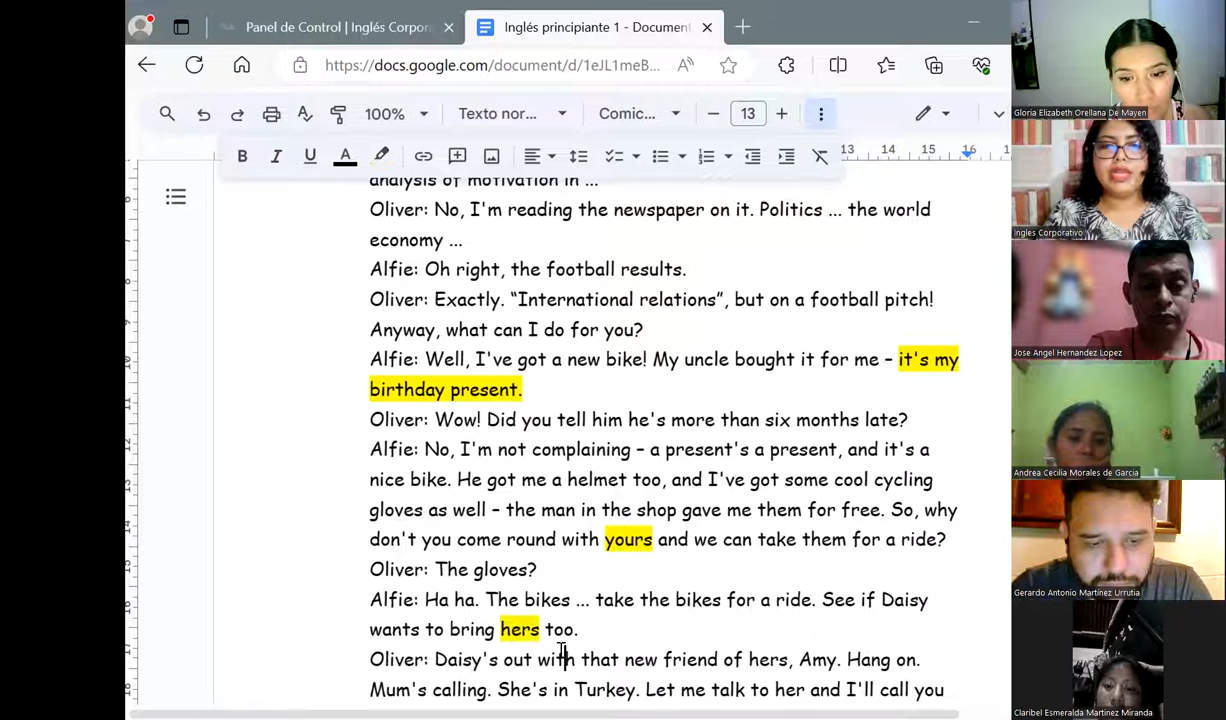 Panel de Control | Inglés Corpor
Inglés principiante 1 - Document
https://docs.google.com/document/d/1eJL1meB...
100%
Texto nor...
Comic...
13
13 14 15 16 1
analysis of motivation in ...
Oliver: No, I'm reading the newspaper on it. Politics ... the world
economy ...
Alfie: Oh right, the football results.
Oliver: Exactly. “International relations”, but on a football pitch!
Anyway, what can I do for you?
Alfie: Well, I've got a new bike! My uncle bought it for me – it's my
birthday present.
Oliver: Wow! Did you tell him he's more than six months late?
Alfie: No, I'm not complaining – a present's a present, and it's a
nice bike. He got me a helmet too, and I've got some cool cycling
gloves as well – the man in the shop gave me them for free. So, why
don't you come round with yours and we can take them for a ride?
Oliver: The gloves?
Alfie: Ha ha. The bikes ... take the bikes for a ride. See if Daisy
wants to bring hers too.
Oliver: Daisy's out with that new friend of hers, Amy. Hang on.
Mum's calling. She's in Turkey. Let me talk to her and I'll call you
Gloria Elizabeth Orellana De Mayen
Ingles Corporativo
Jose Angel Hernandez Lopez
Andrea Cecilia Morales de Garcia
Gerardo Antonio Martínez Urrutia
Claribel Esmeralda Martinez Miranda